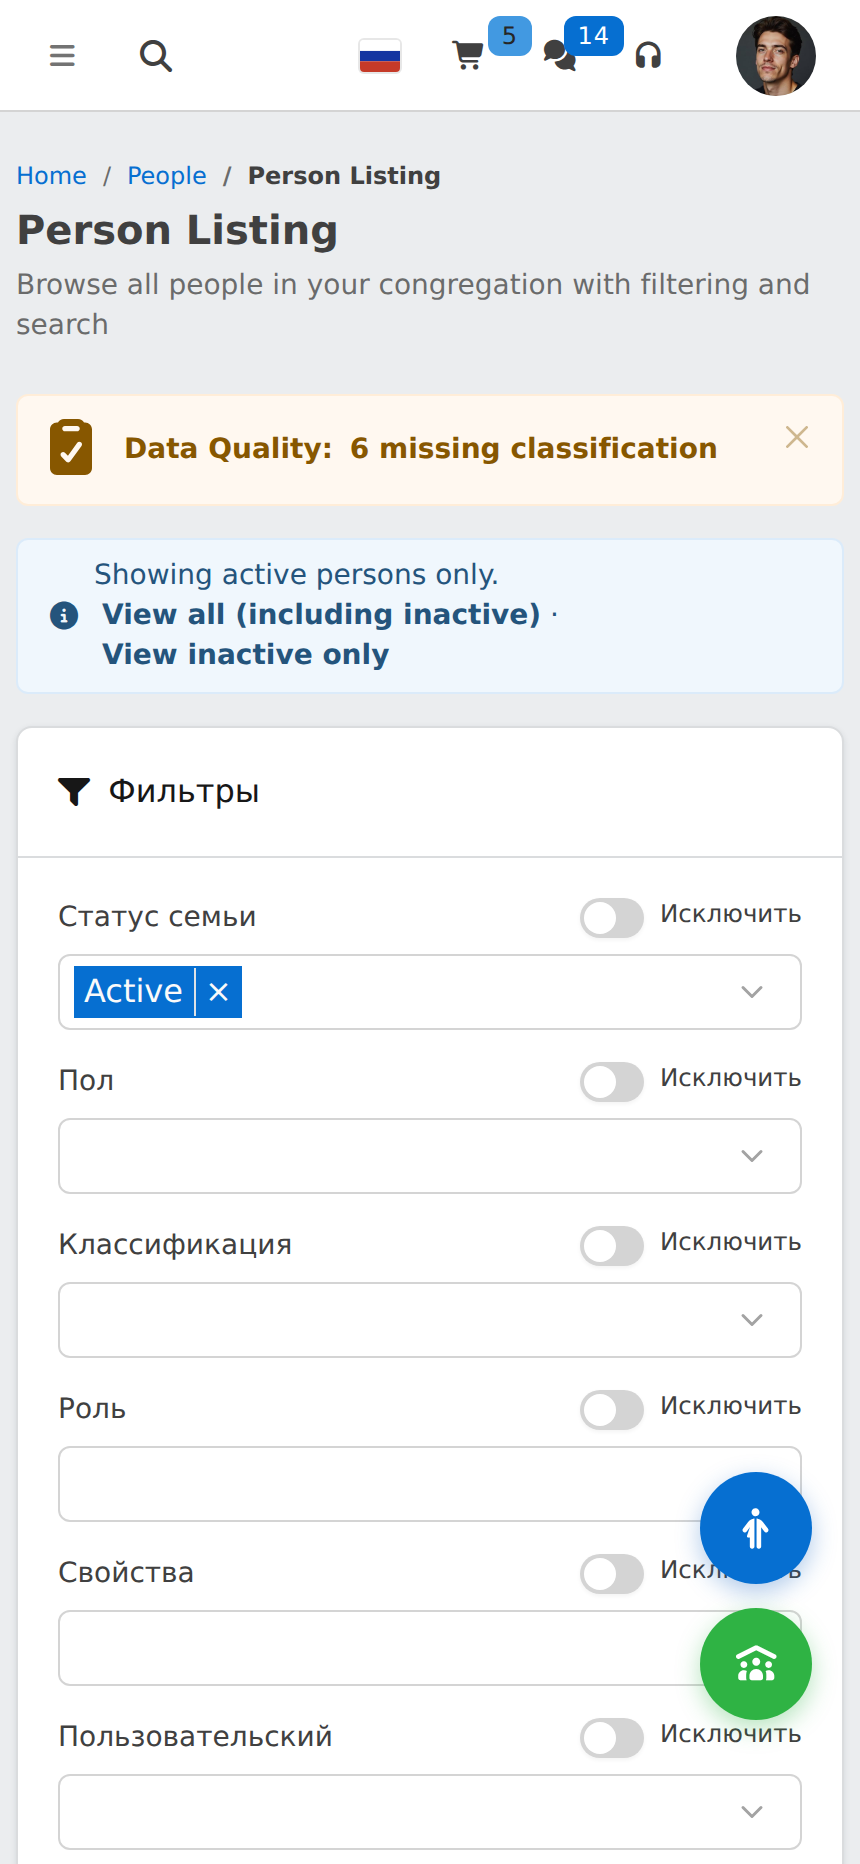 5
14
Home / People / Person Listing
Person Listing
Browse all people in your congregation with filtering and
search
Data Quality: 6 missing classification
Showing active persons only.
View all (including inactive) ·
View inactive only
Фильтры
Статус семьи
Исключить
Active ×
Пол
Исключить
Классификация
Исключить
Роль
Исключить
Свойства
Пользовательский
Исключить